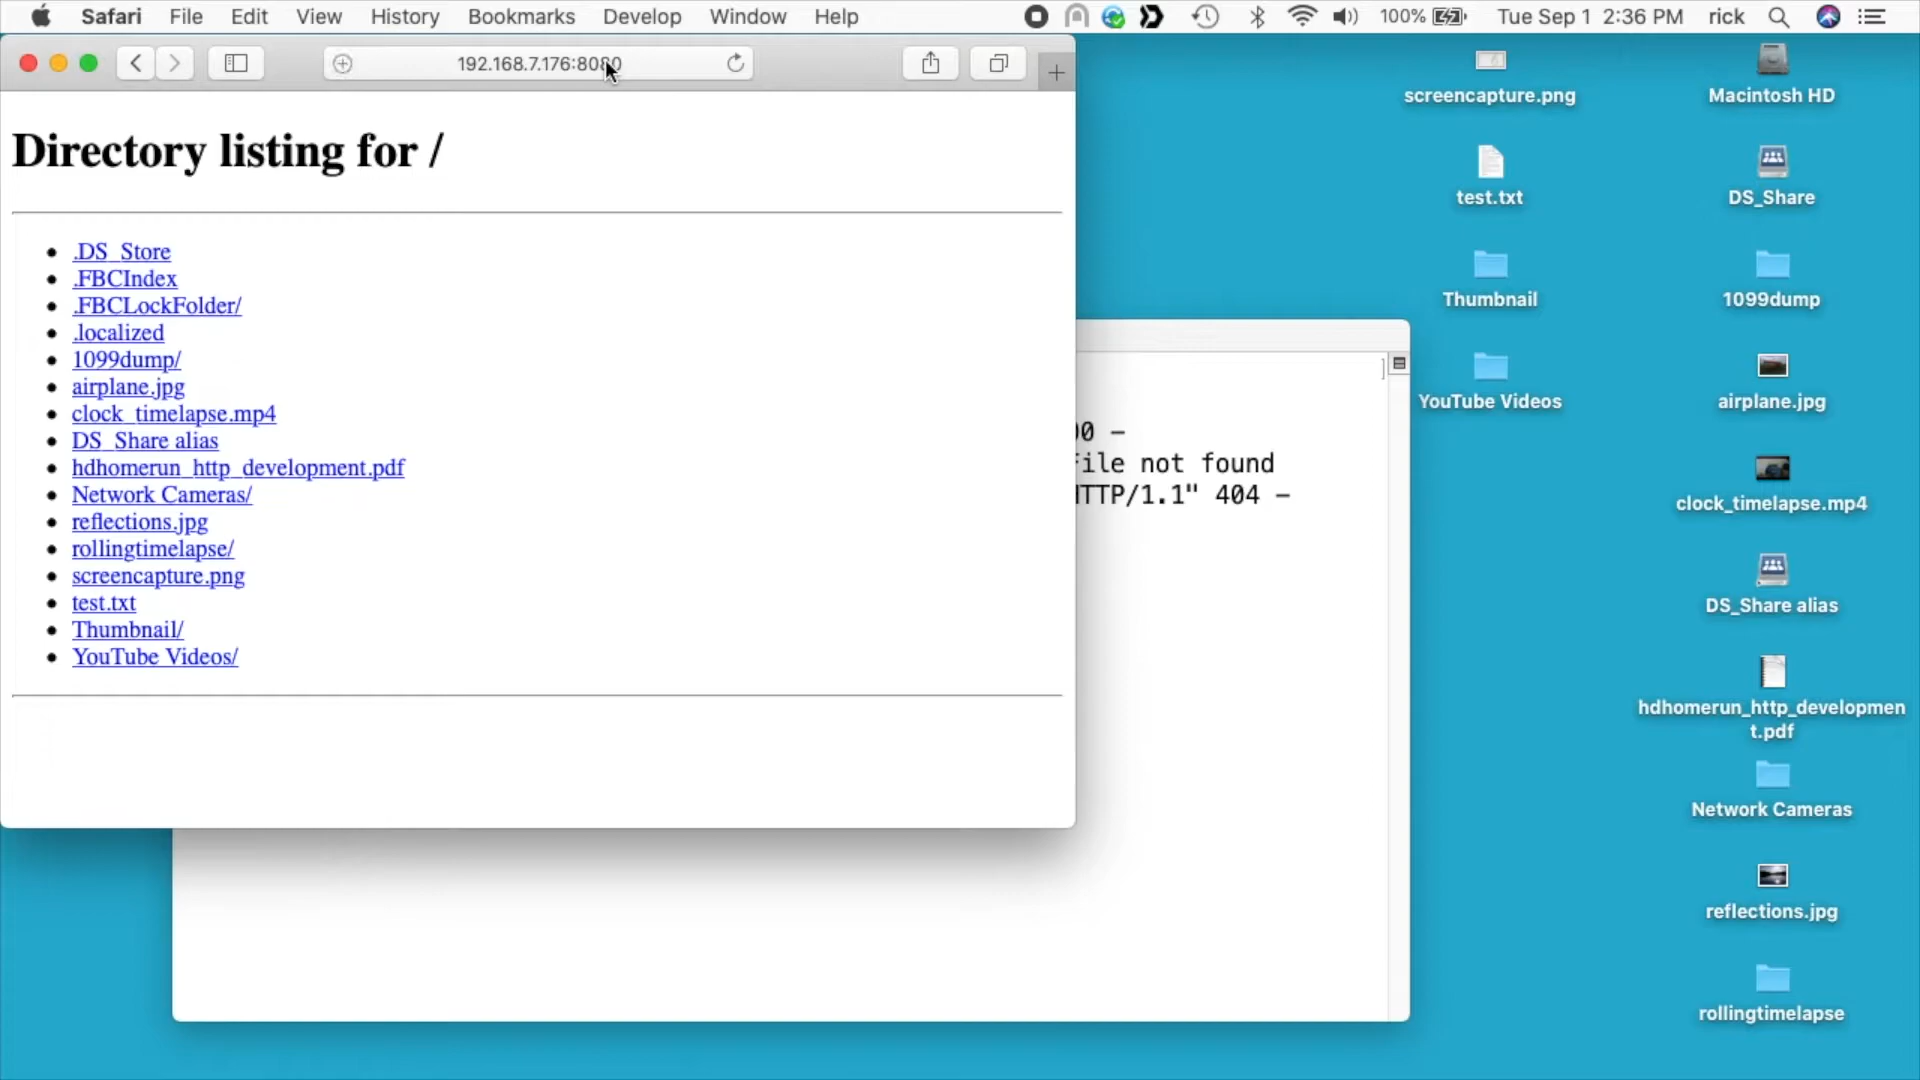 Safari File Edit View History Bookmarks Develop Window Help 100% Tue Sep 1 2:36 PM rick
192.168.7.176:8080
Directory listing for /
.DS_Store
.FBCIndex
.FBCLockFolder/
.localized
1099dump/
airplane.jpg
clock_timelapse.mp4
DS_Share alias
hdhomerun_http_development.pdf
Network Cameras/
reflections.jpg
rollingtimelapse/
screencapture.png
test.txt
Thumbnail/
YouTube Videos/
00 –
File not found
HTTP/1.1" 404 –
screencapture.png
test.txt
Thumbnail
YouTube Videos
Macintosh HD
DS_Share
1099dump
airplane.jpg
clock_timelapse.mp4
DS_Share alias
hdhomerun_http_developmen
t.pdf
Network Cameras
reflections.jpg
rollingtimelapse